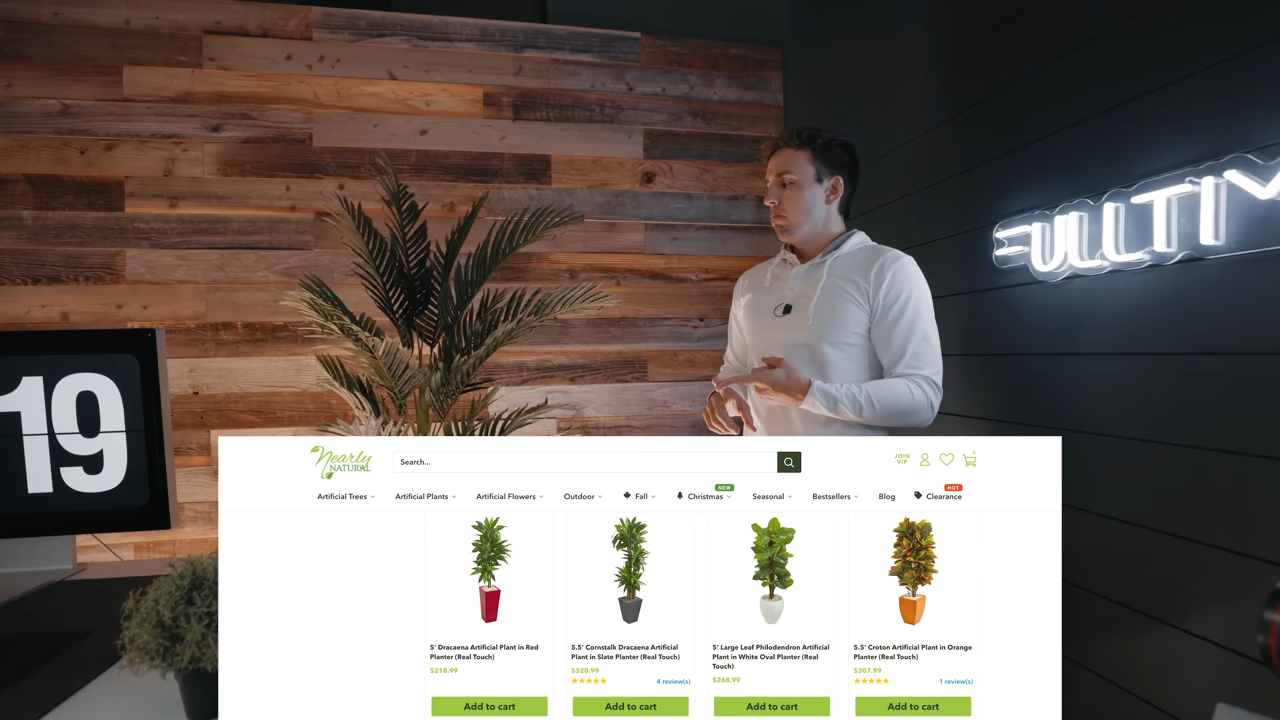 FULLTIM
19
Nearly
NATURAL
Search...
JOIN
VIP
0
Artificial Trees
Artificial Plants
Artificial Flowers
Outdoor
Fall
Christmas
NEW
Seasonal
Bestsellers
Blog
Clearance
HOT
5' Dracaena Artificial Plant in Red
Planter (Real Touch)
$218.99
Add to cart
5.5' Cornstalk Dracaena Artificial
Plant in Slate Planter (Real Touch)
$320.99
4 review(s)
Add to cart
5' Large Leaf Philodendron Artificial
Plant in White Oval Planter (Real
Touch)
$268.99
Add to cart
5.5' Croton Artificial Plant in Orange
Planter (Real Touch)
$307.99
1 review(s)
Add to cart